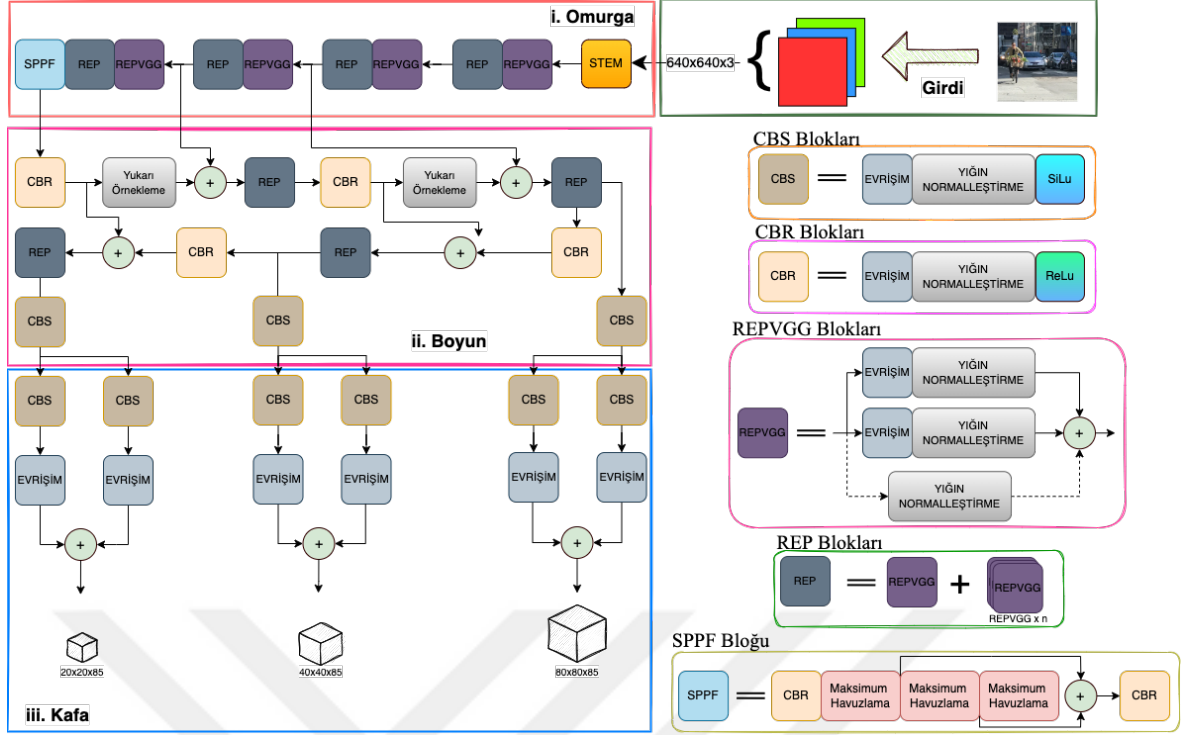 i. Omurga
SPPF
REP
REPVGG
REP
REPVGG
REP
REPVGG
REP
REPVGG
STEM
640x640x3
Girdi
CBR
Yukarı
Örnekleme
+
REP
CBR
Yukarı
Örnekleme
+
REP
REP
+
CBR
REP
+
CBR
CBS
CBS
CBS
ii. Boyun
CBS
CBS
CBS
CBS
CBS
CBS
EVRİŞİM
EVRİŞİM
EVRİŞİM
EVRİŞİM
EVRİŞİM
EVRİŞİM
+
+
+
20x20x85
40x40x85
80x80x85
iii. Kafa
CBS Blokları
CBS
EVRİŞİM
YIĞIN
NORMALLEŞTİRME
SiLu
CBR Blokları
CBR
EVRİŞİM
YIĞIN
NORMALLEŞTİRME
ReLu
REPVGG Blokları
REPVGG
EVRİŞİM
YIĞIN
NORMALLEŞTİRME
EVRİŞİM
YIĞIN
NORMALLEŞTİRME
+
YIĞIN
NORMALLEŞTİRME
REP Blokları
REP
REPVGG
+
REPVGG
REPVGG x n
SPPF Bloğu
SPPF
CBR
Maksimum
Havuzlama
Maksimum
Havuzlama
Maksimum
Havuzlama
+
CBR